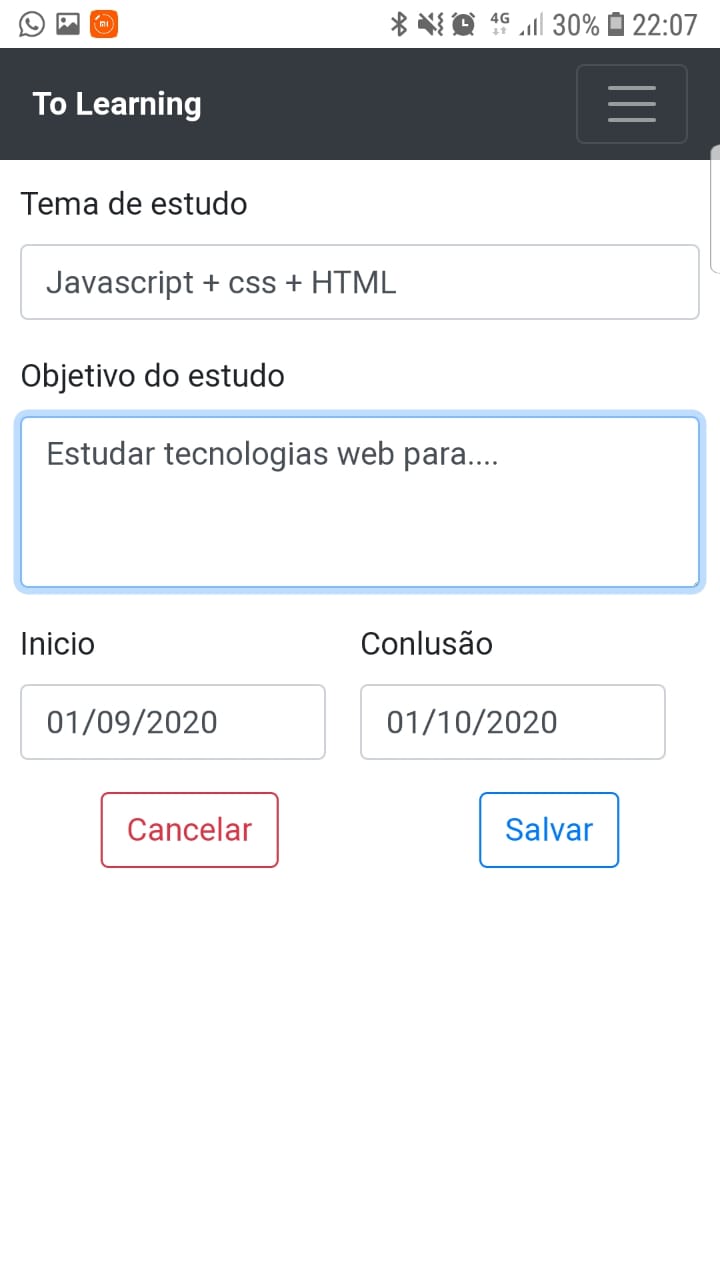 4G 30% 22:07
To Learning
Tema de estudo
Javascript + css + HTML
Objetivo do estudo
Estudar tecnologias web para....
Inicio Conlusão
01/09/2020 01/10/2020
Cancelar Salvar